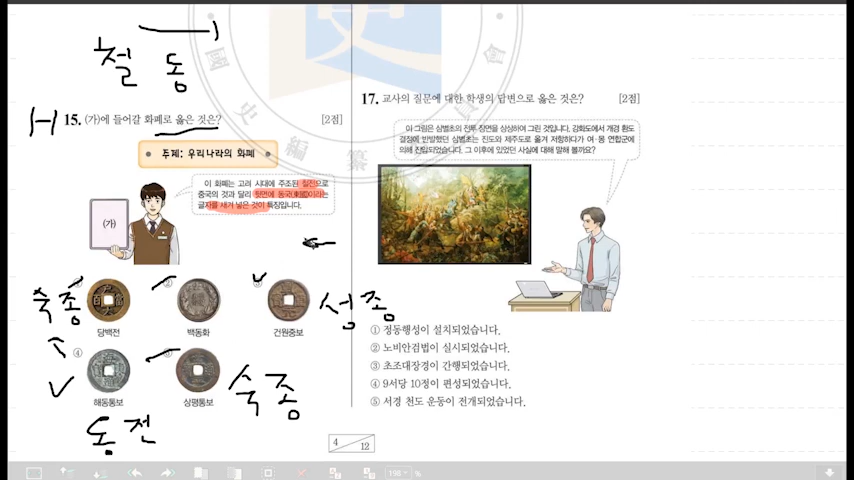 철 동
國史編纂 會
15. (가)에 들어갈 화폐로 옳은 것은? [2점]
주제: 우리나라의 화폐
이 화폐는 고려 시대에 주조된 철전으로
중국의 것과 달리 뒷면에 동국(東國)이라는
글자를 새겨 넣은 것이 특징입니다.
(가)
숙종
① 당백전
② 백동화
③ 건원중보
성종
④ 해동통보
⑤ 상평통보
숙종
동전
17. 교사의 질문에 대한 학생의 답변으로 옳은 것은? [2점]
이 그림은 삼별초의 전투 장면을 상상하여 그린 것입니다. 강화도에서 개경 환도
결정에 반발했던 삼별초는 진도와 제주도로 옮겨 저항하다가 여·몽 연합군에
의해 진압되었습니다. 그 이후에 있었던 사실에 대해 말해 볼까요?
① 정동행성이 설치되었습니다.
② 노비안검법이 실시되었습니다.
③ 초조대장경이 간행되었습니다.
④ 9서당 10정이 편성되었습니다.
⑤ 서경 천도 운동이 전개되었습니다.
4
12
196 %